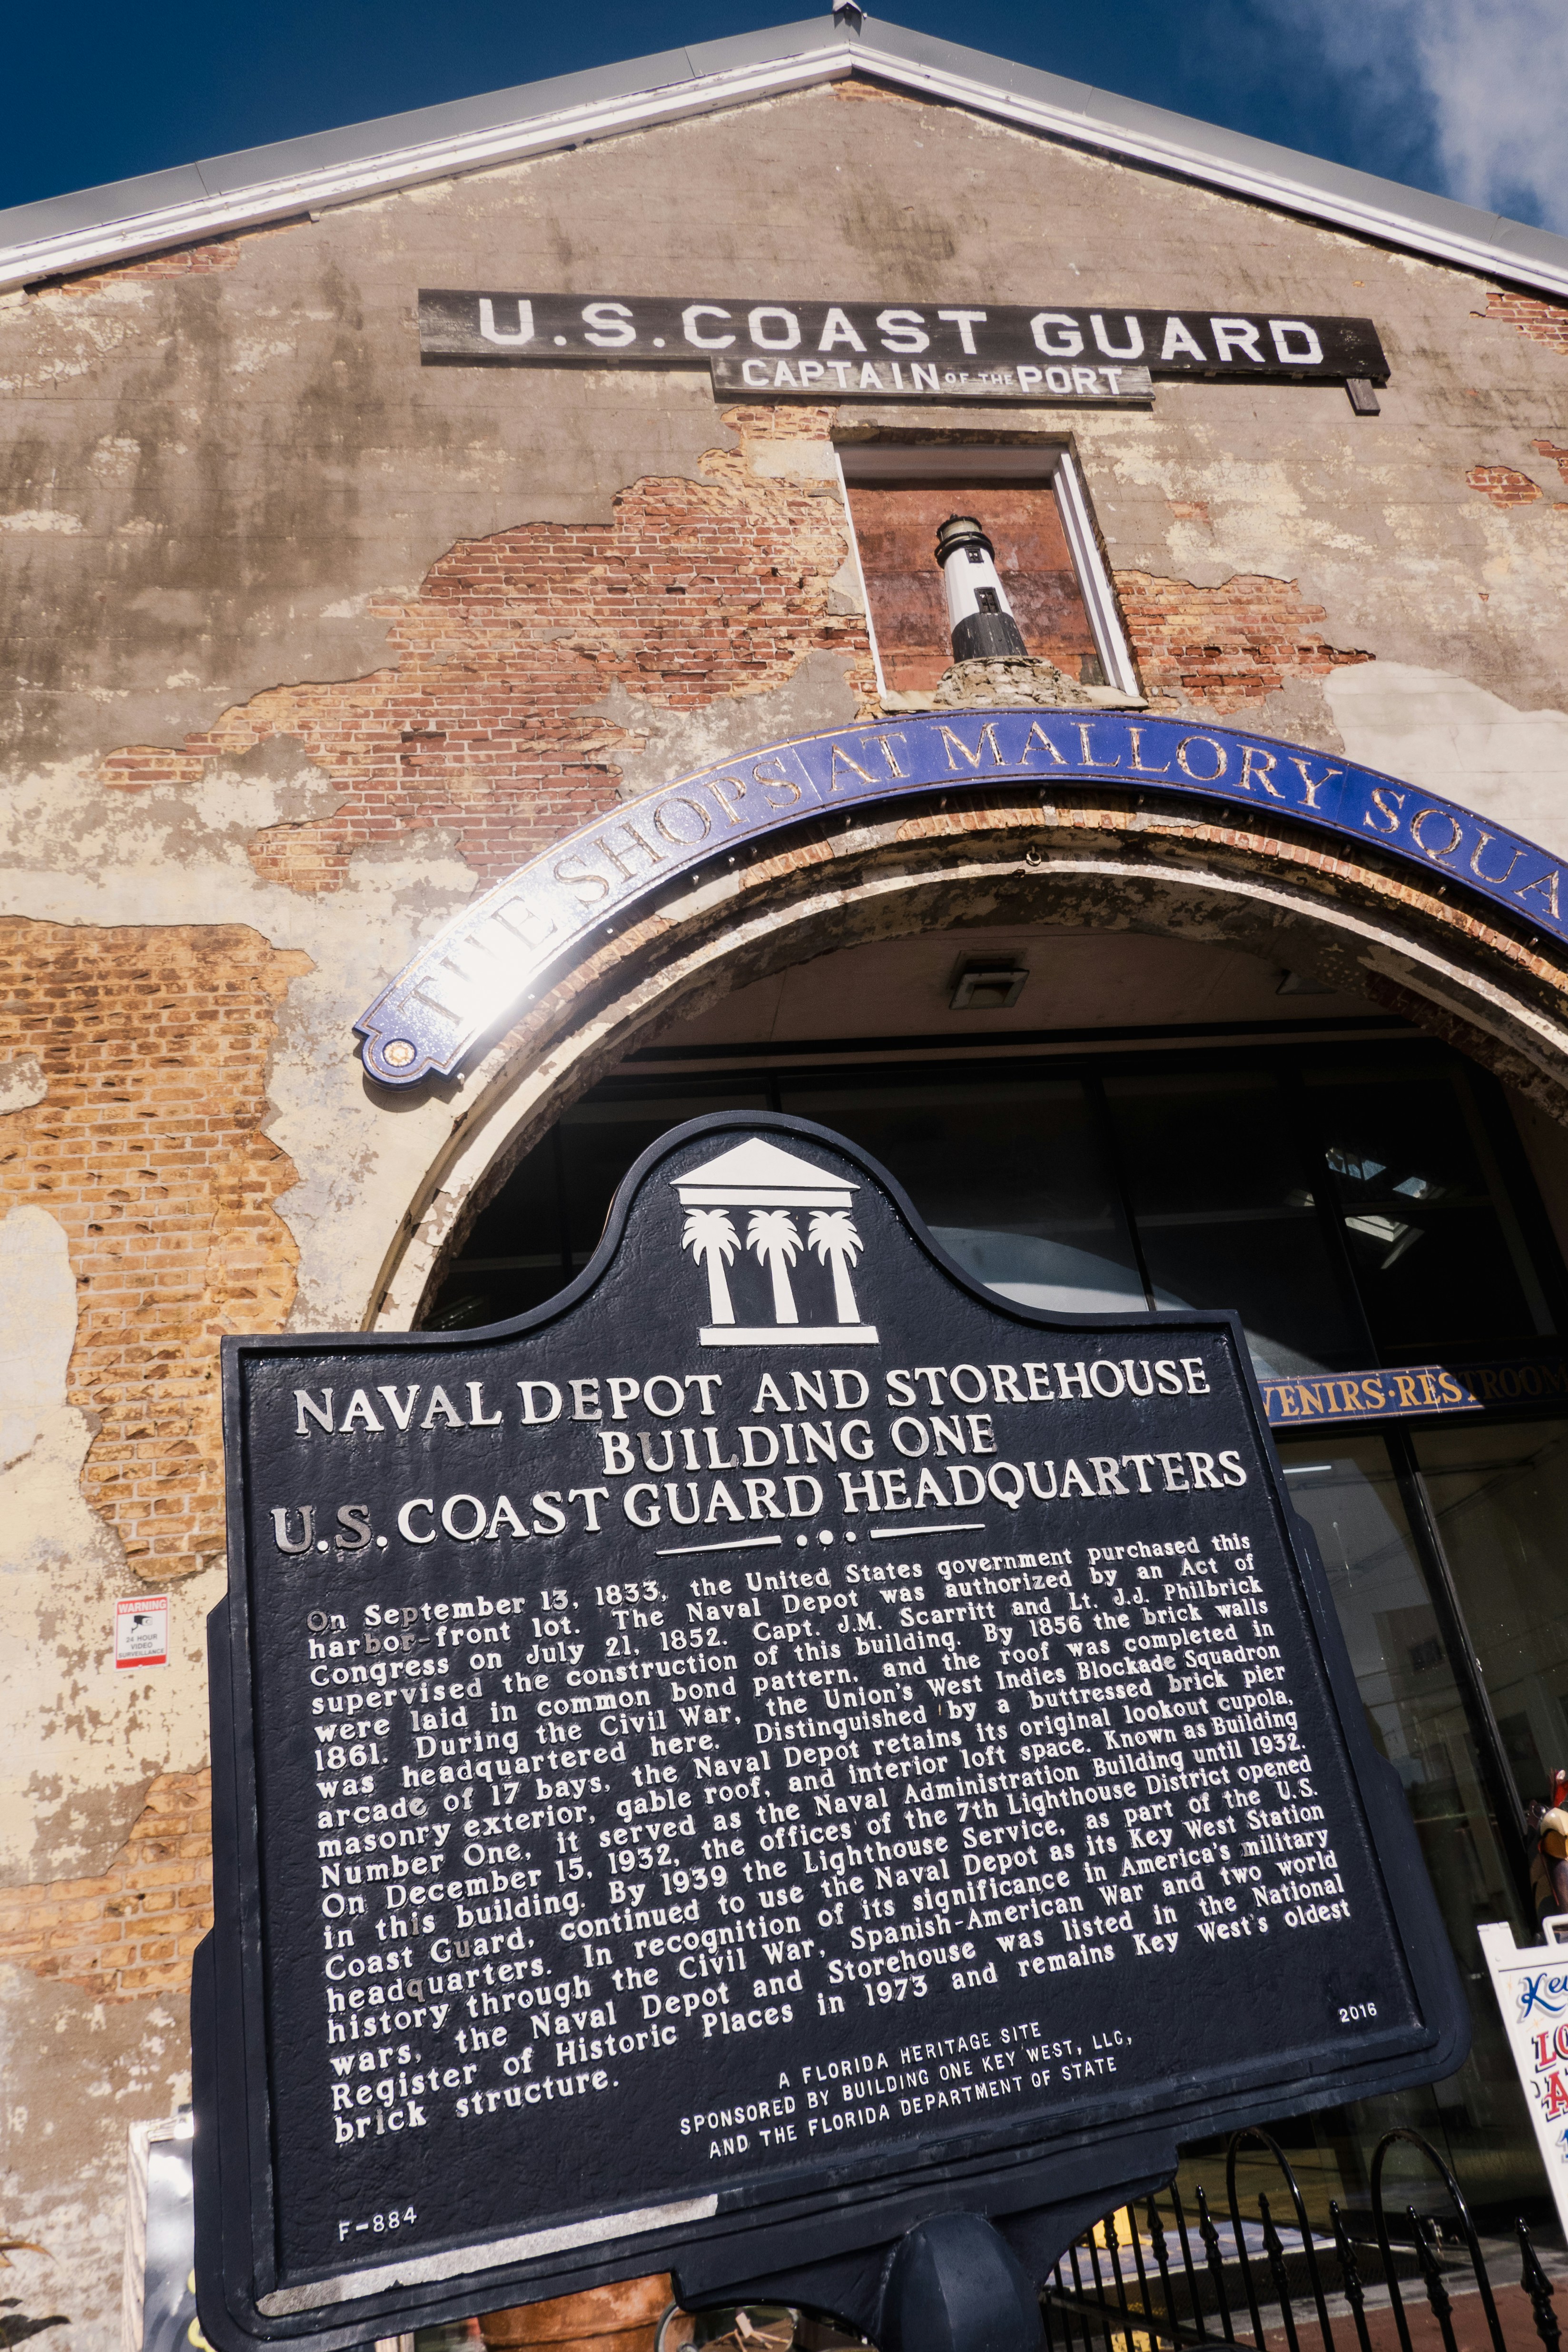 U.S. COAST GUARD
CAPTAIN OF THE PORT
THE SHOPS AT MALLORY
NAVAL DEPOT AND STOREHOUSE
BUILDING ONE
U.S. COAST GUARD HEADQUARTERS
On September 13, 1833, the United States government purchased this
harbor-front lot. The Naval Depot was authorized by an Act of
Congress on July 21, 1852. Capt. J.M. Scarritt and Lt. J.J. Philbrick
supervised the construction of this building. By 1856 the brick walls
were laid in common bond pattern, and the roof was completed in
1861. During the Civil War, the Union's West Indies Blockade Squadron
was headquartered here. Distinguished by a buttressed brick pier
arcade of 17 bays, the Naval Depot retains its original lookout cupola,
masonry exterior, gable roof, and interior loft space. Known as Building
Number One, it served as the Naval Administration Building until 1932.
On December 15, 1932, the offices of the 7th Lighthouse District opened
in this building. By 1939 the Lighthouse Service, as part of the U.S.
Coast Guard, continued to use the Naval Depot as its Key West Station
headquarters. In recognition of its significance in America's military
history through the Civil War, Spanish-American War and two world
wars, the Naval Depot and Storehouse was listed in the National
Register of Historic Places in 1973 and remains Key West's oldest
brick structure.
2016
A FLORIDA HERITAGE SITE
SPONSORED BY BUILDING ONE KEY WEST, LLC,
AND THE FLORIDA DEPARTMENT OF STATE
F-884
VENIRS·RESTROOM
WARNING
24 HOUR
VIDEO
SURVEILLANCE